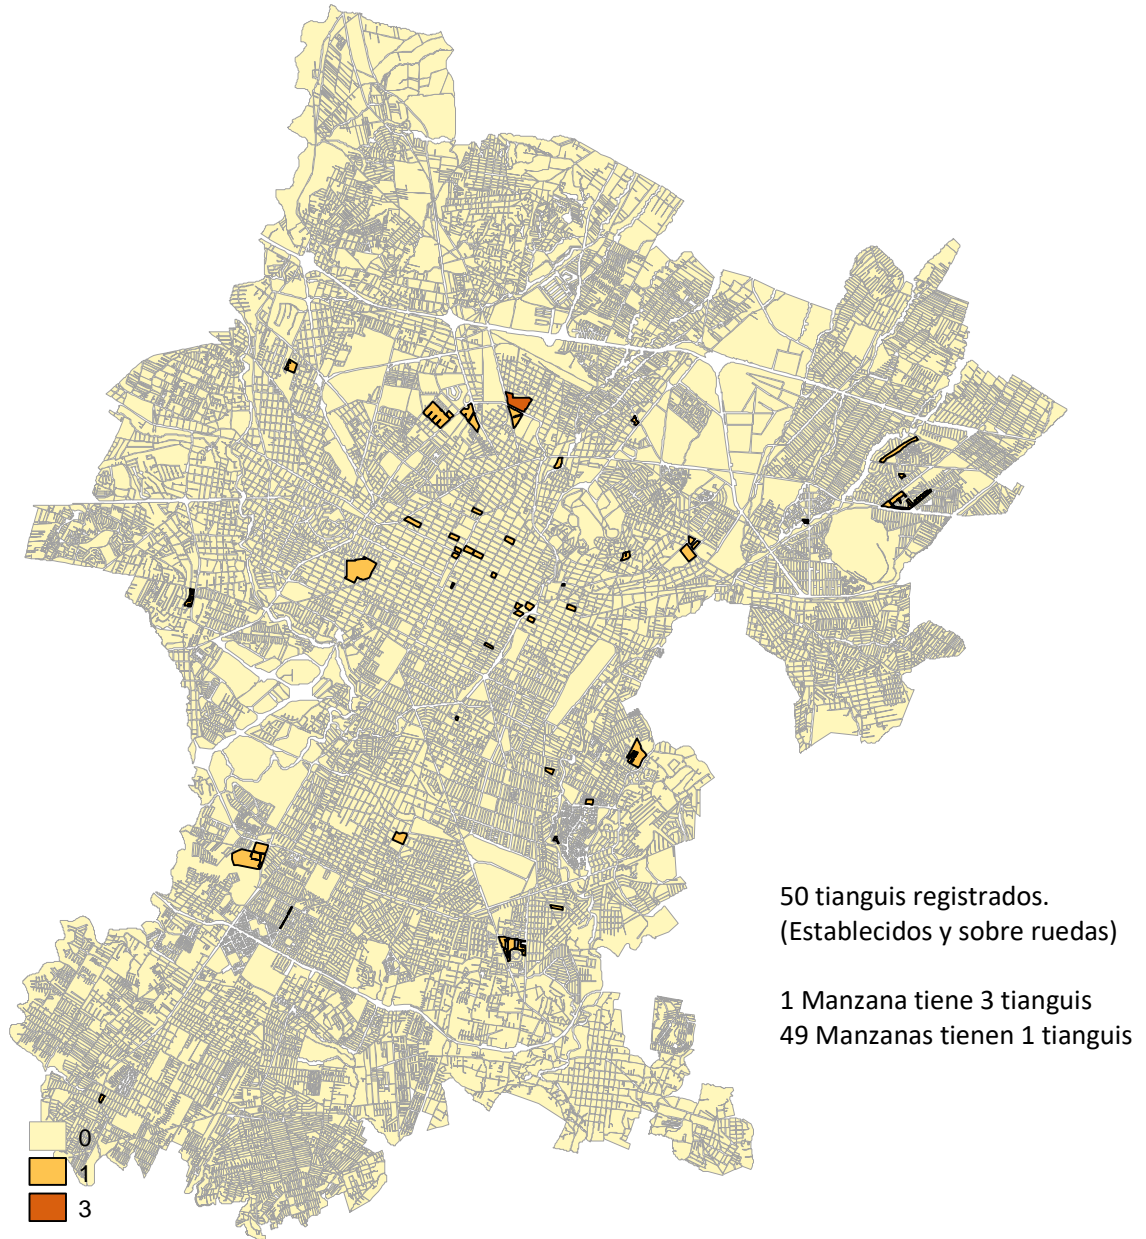 50 tianguis registrados.
(Establecidos y sobre ruedas)
1 Manzana tiene 3 tianguis
49 Manzanas tienen 1 tianguis
0
1
3